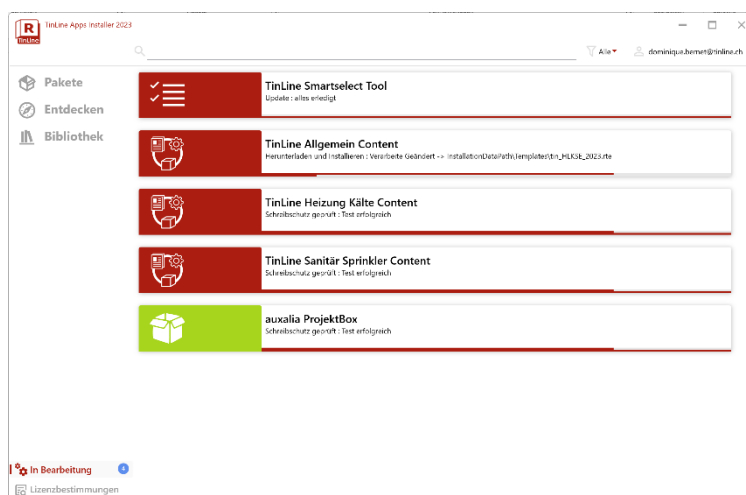 R
TinLine
TinLine Apps Installer 2023
Alle
dominique.bernet@tinline.ch
Pakete
Entdecken
Bibliothek
TinLine Smartselect Tool
Update : alles erledigt
TinLine Allgemein Content
Herunterladen und Installieren : Verarbeite Geändert -> InstallationDataPath\Templates\tin_HLKSE_2023.rte
TinLine Heizung Kälte Content
Schreibschutz geprüft : Test erfolgreich
TinLine Sanitär Sprinkler Content
Schreibschutz geprüft : Test erfolgreich
auxalia ProjektBox
Schreibschutz geprüft : Test erfolgreich
In Bearbeitung 4
Lizenzbestimmungen